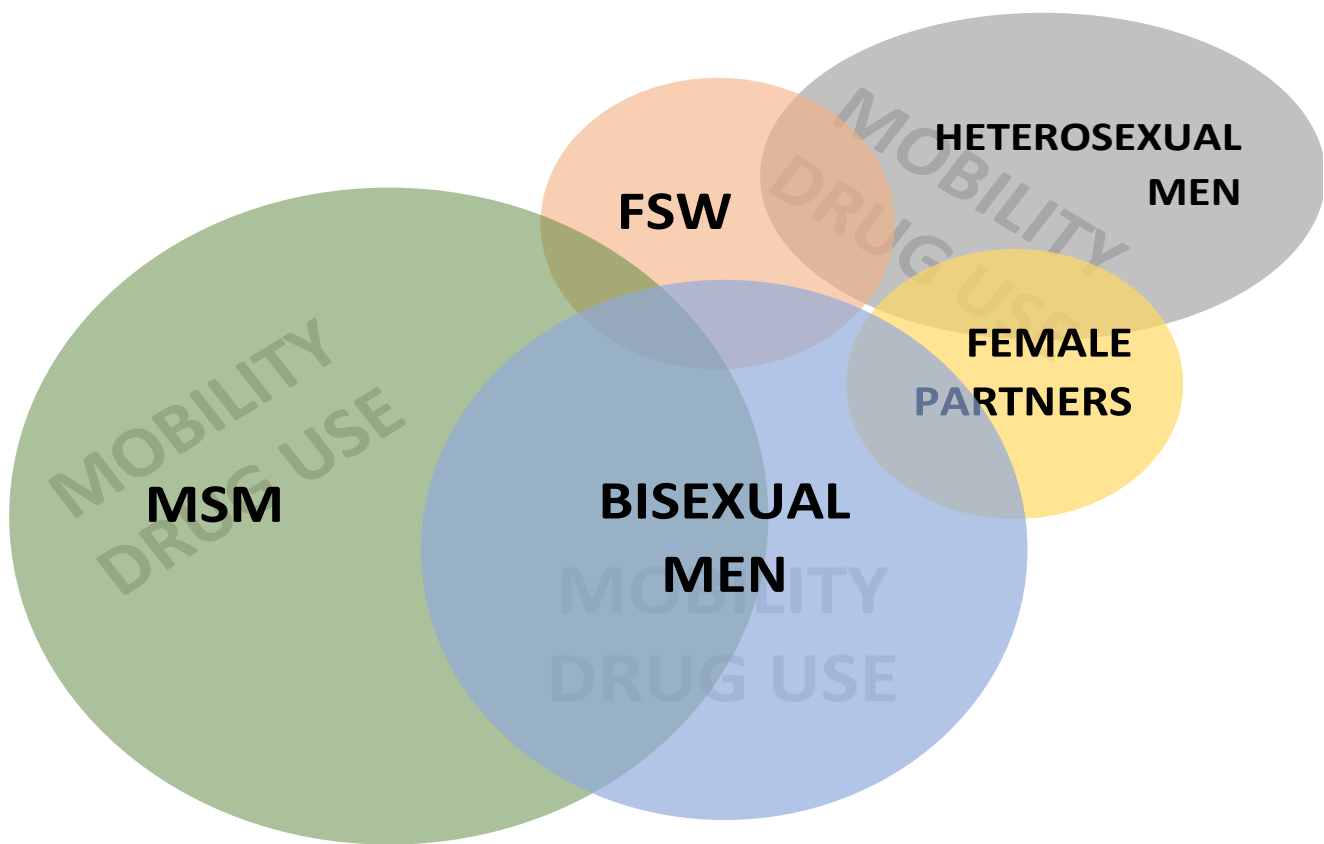 MOBILITY
DRUG USE
HETEROSEXUAL
MEN
FSW
FEMALE
PARTNERS
MOBILITY
DRUG USE
MSM
BISEXUAL
MEN
MOBILITY
DRUG USE